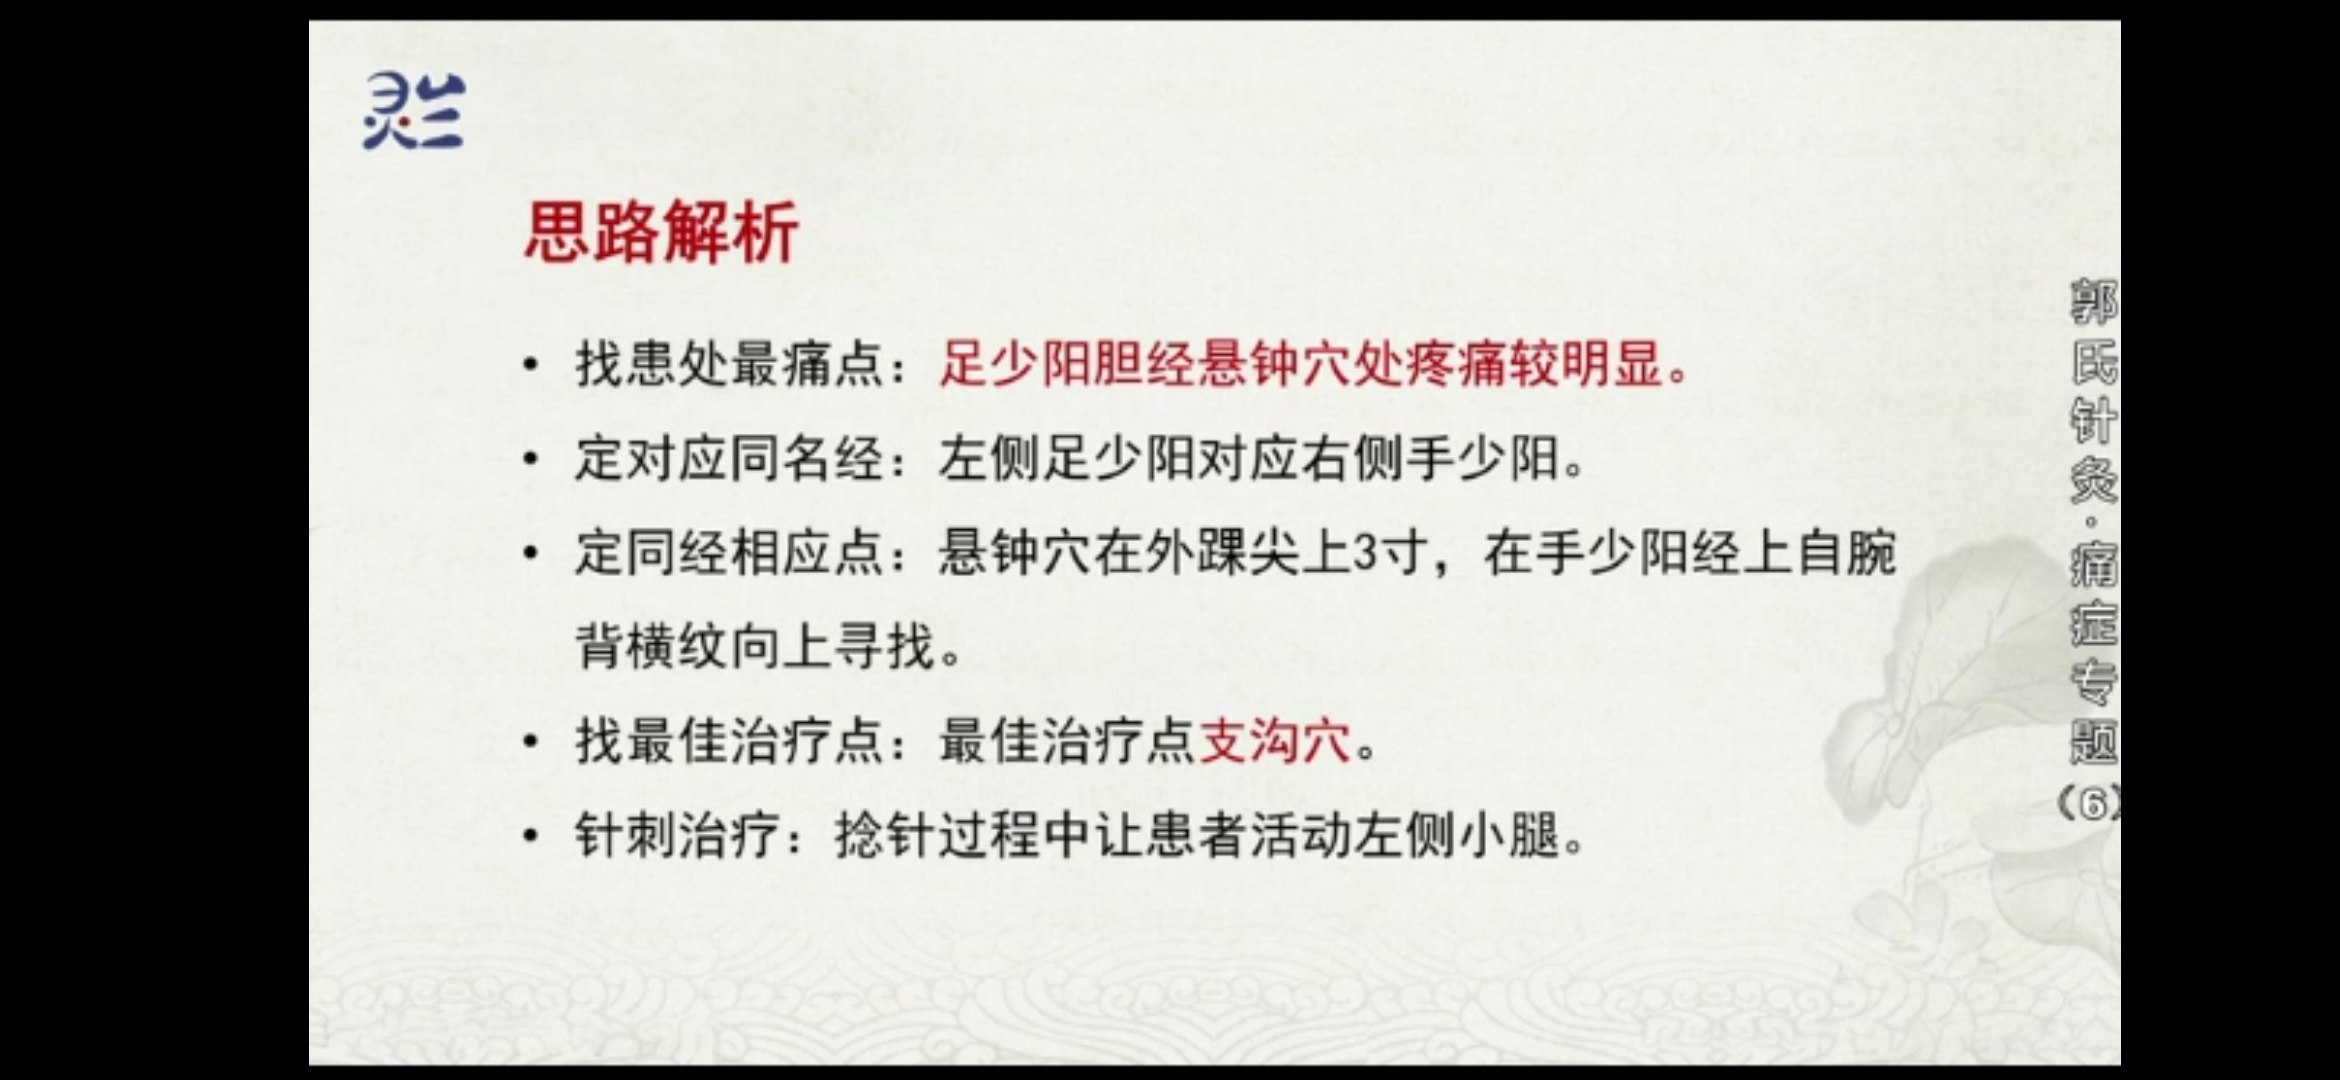 灵兰
思路解析
• 找患处最痛点：足少阳胆经悬钟穴处疼痛较明显。
• 定对应同名经：左侧足少阳对应右侧手少阳。
• 定同经相应点：悬钟穴在外踝尖上3寸，在手少阳经上自腕
背横纹向上寻找。
• 找最佳治疗点：最佳治疗点支沟穴。
• 针刺治疗：捻针过程中让患者活动左侧小腿。
郭氏针灸·痛症专题（6）